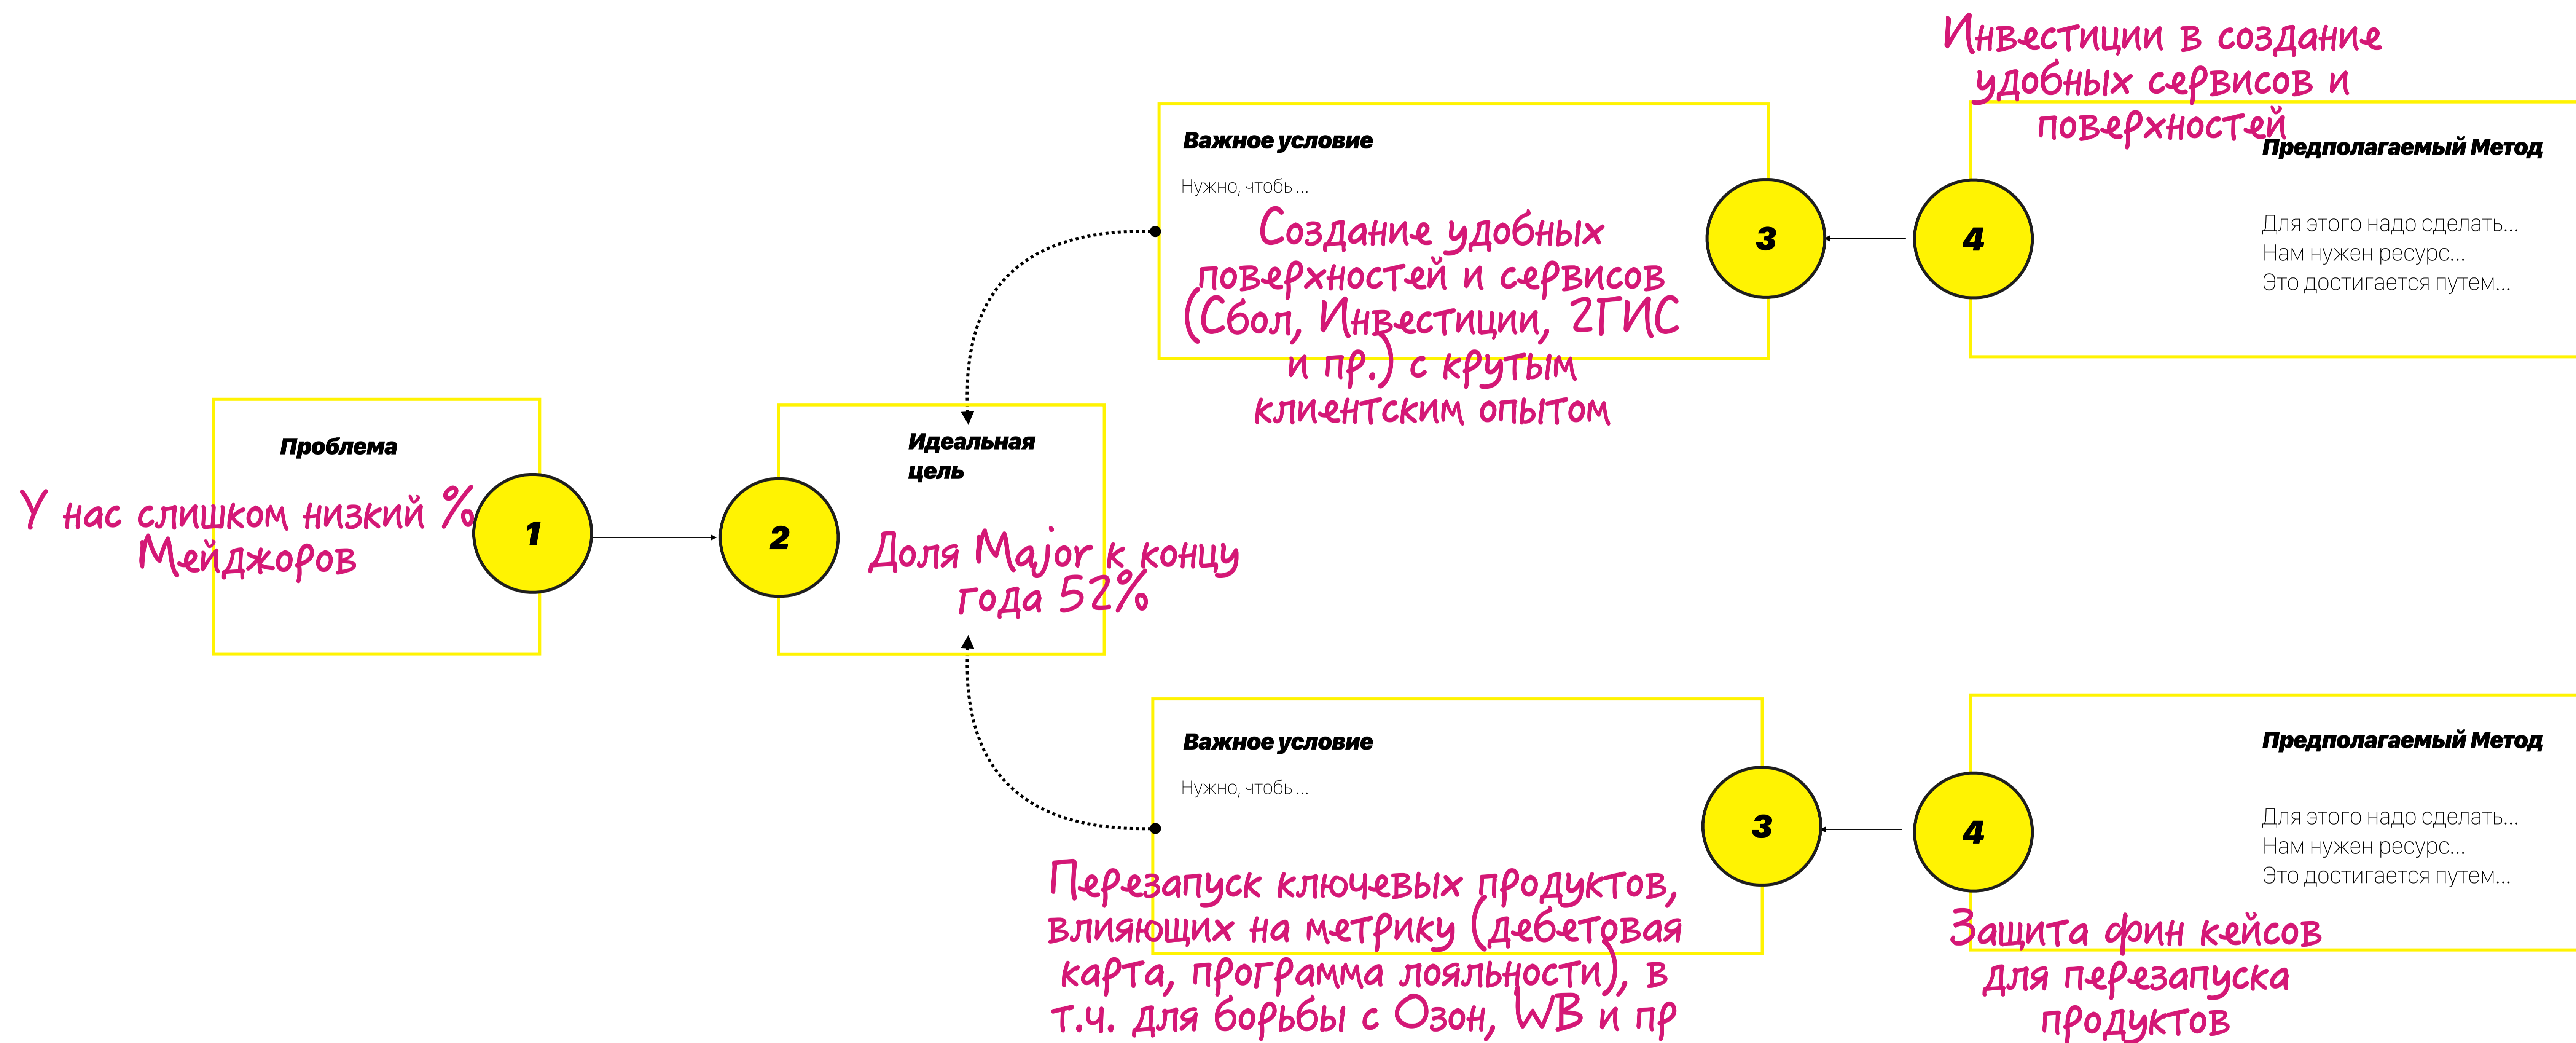 Инвестиции в создание
удобных сервисов и
поверхностей
Важное условие
Предполагаемый Метод
Нужно, чтобы...
Создание удобных
поверхностей и сервисов
(Сбол, Инвестиции, 2ГИС
и пр.) с крутым
клиентским опытом
3
4
Для этого надо сделать...
Нам нужен ресурс...
Это достигается путем...
Проблема
У нас слишком низкий %
Мейджоров
1
2
Идеальная
цель
Доля Major к концу
года 52%
Важное условие
Нужно, чтобы...
Перезапуск ключевых продуктов,
влияющих на метрику (дебетовая
карта, программа лояльности), в
т.ч. для борьбы с Озон, WB и пр
3
4
Предполагаемый Метод
Для этого надо сделать...
Нам нужен ресурс...
Это достигается путем...
Защита фин кейсов
для перезапуска
продуктов